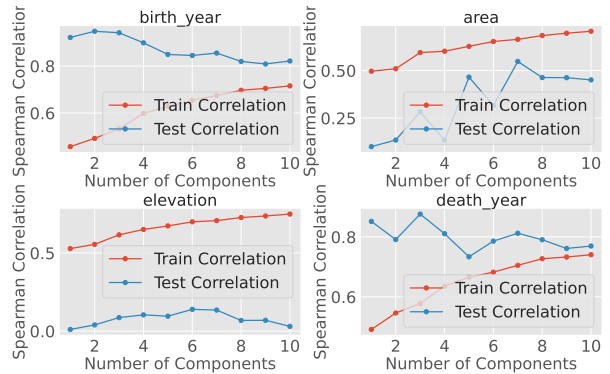 birth_year
Spearman Correlation
0.8
0.6
Train Correlation
Test Correlation
2 4 6 8 10
Number of Components
area
Spearman Correlation
0.50
0.25
Train Correlation
Test Correlation
2 4 6 8 10
Number of Components
elevation
Spearman Correlation
0.5
0.0
Train Correlation
Test Correlation
2 4 6 8 10
Number of Components
death_year
Spearman Correlation
0.8
0.6
Train Correlation
Test Correlation
2 4 6 8 10
Number of Components